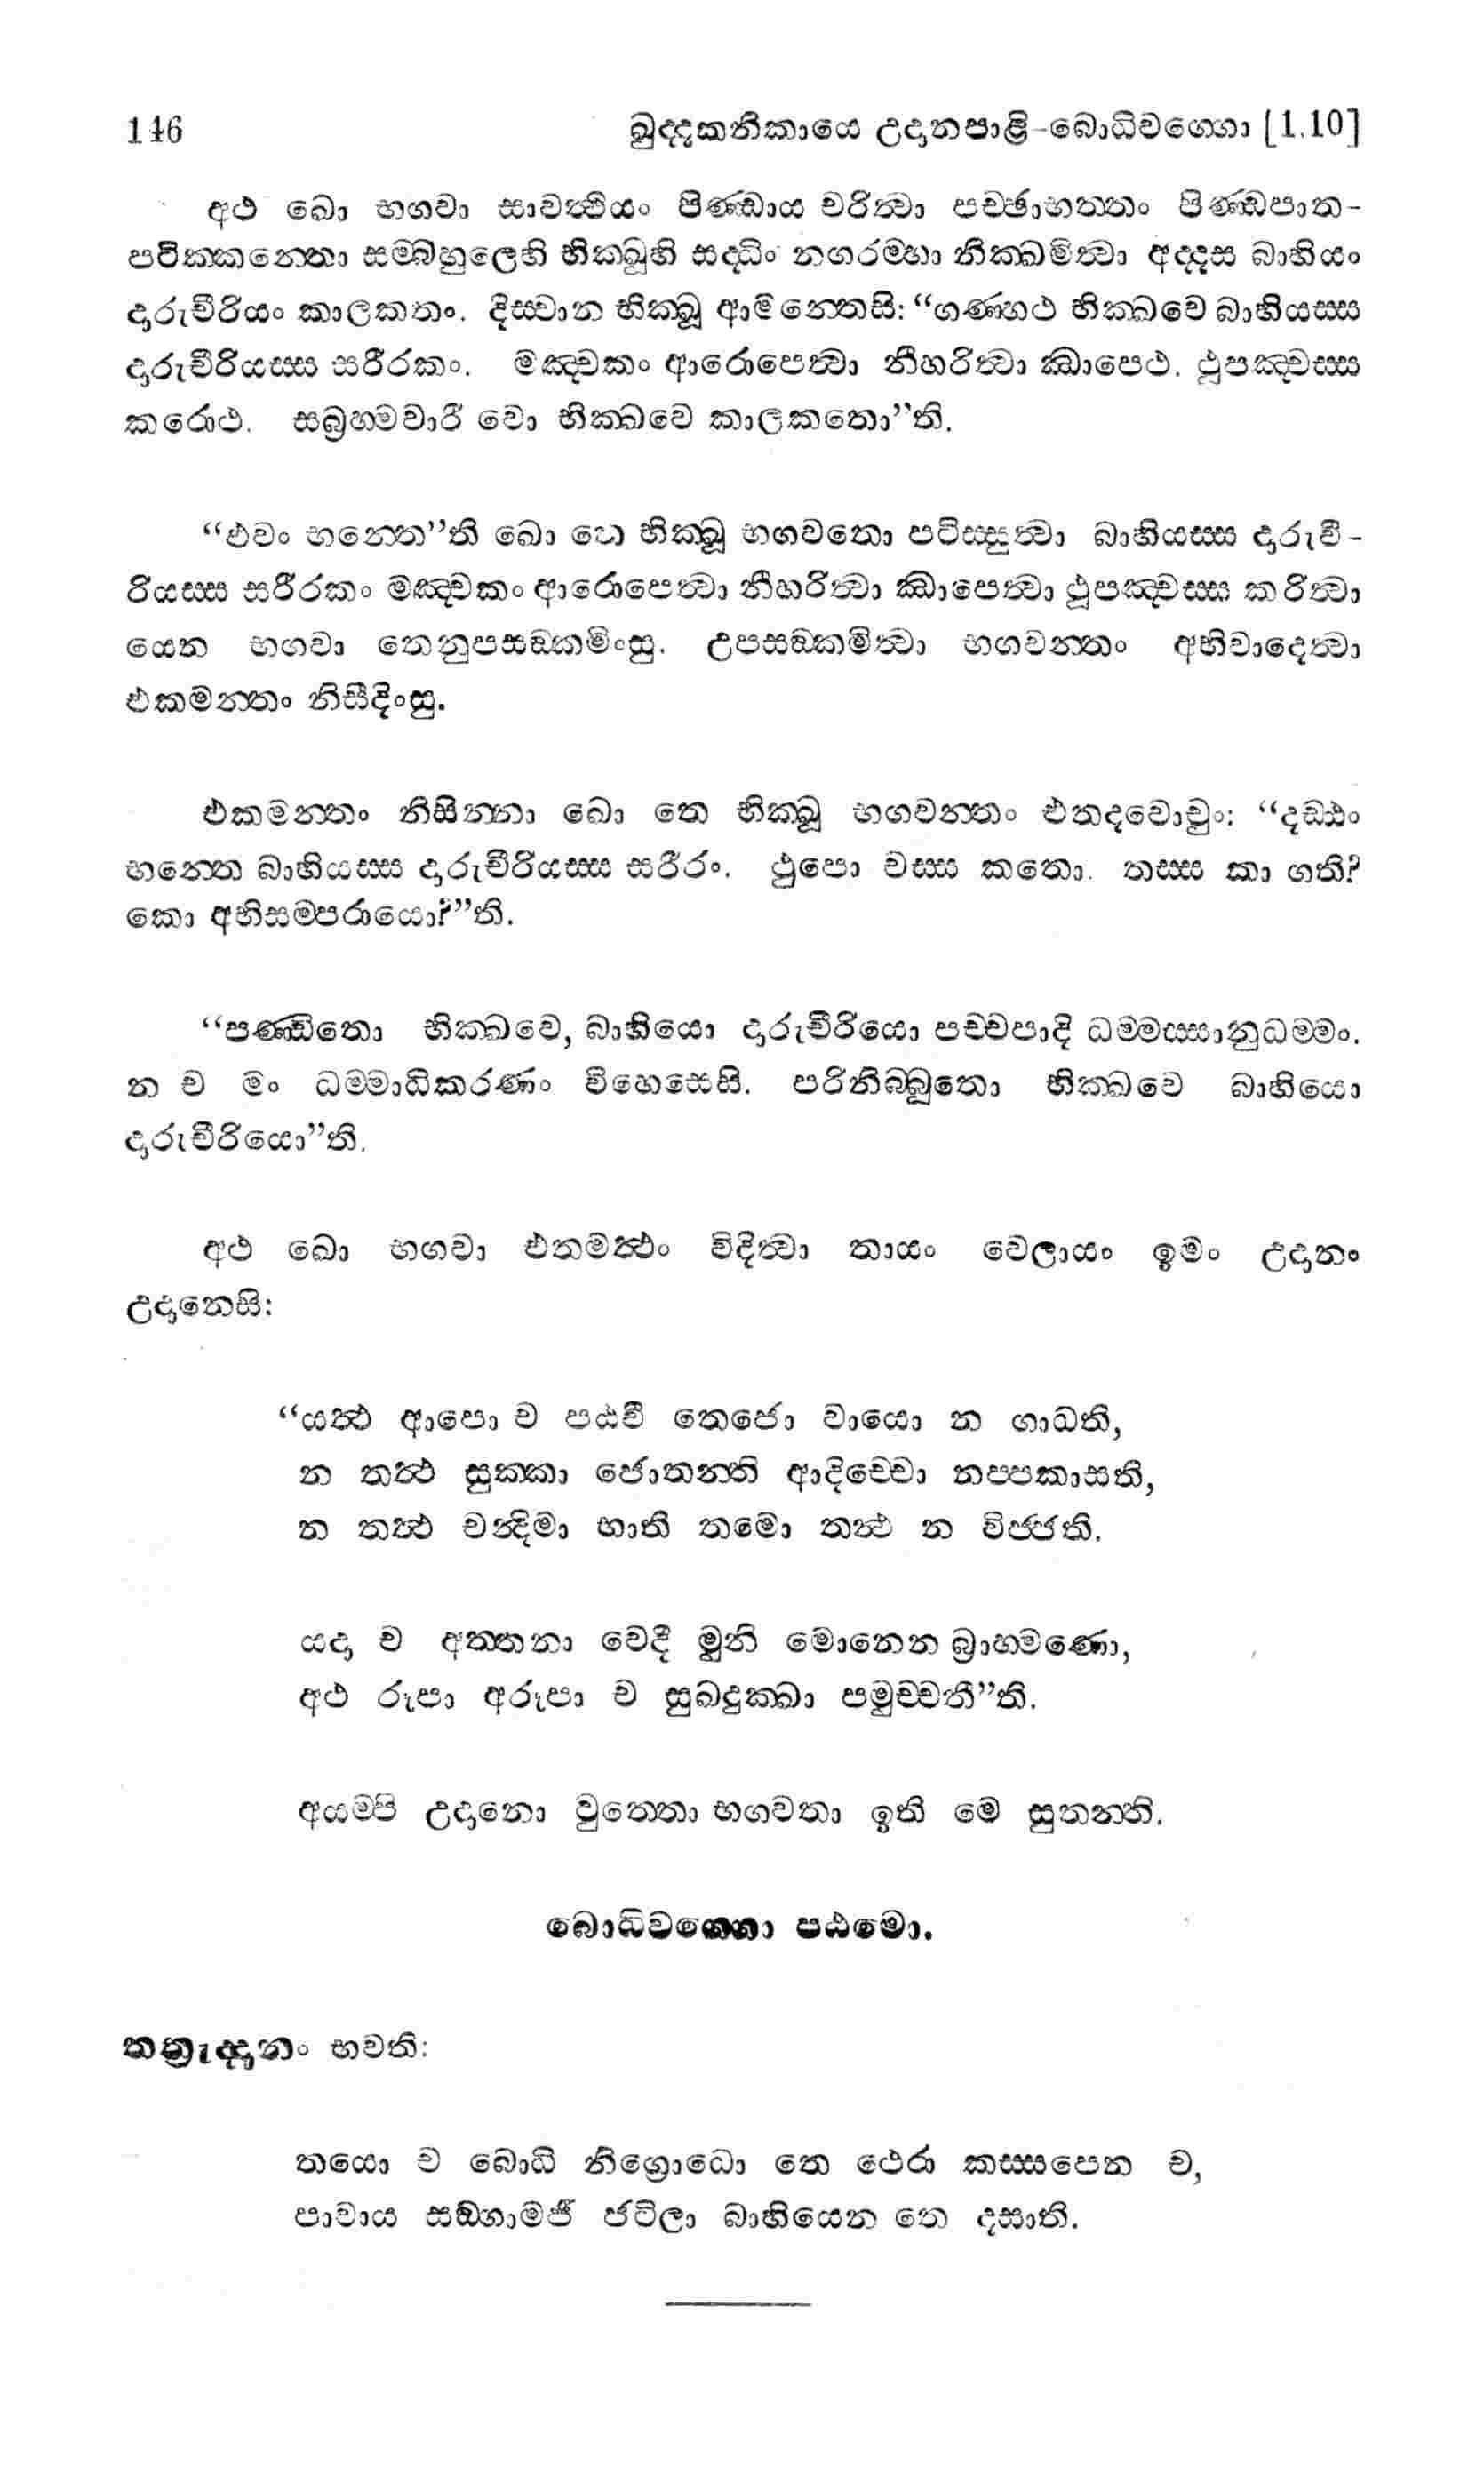 146 ඛුද්දකනිකායෙ උදානපාළි-බොධිවග්ගො [1.10]
අථ ඛො භගවා සාවත්ථියං පිණ්ඩාය චරිත්වා පච්ඡාභත්තං පිණ්ඩපාත-
පටික්කන්තො සම්බහුලෙහි භික්ඛූහි සද්ධිං නගරම්හා නික්ඛමිත්වා අද්දස බාහියං
දාරුචීරියං කාලකතං. දිස්වාන භික්ඛූ ආමන්තෙසි: “ගණ්හථ භික්ඛවෙ බාහියස්ස
දාරුචීරියස්ස සරීරකං. මඤ්චකං ආරොපෙත්වා නීහරිත්වා ඣාපෙථ. ථූපඤ්චස්ස
කරොථ. සබ්‍රහ්මචාරී වො භික්ඛවෙ කාලකතො”ති.
“එවං භන්තෙ”ති ඛො තෙ භික්ඛූ භගවතො පටිස්සුත්වා බාහියස්ස දාරුචී-
රියස්ස සරීරකං මඤ්චකං ආරොපෙත්වා නීහරිත්වා ඣාපෙත්වා ථූපඤ්චස්ස කරිත්වා
යෙන භගවා තෙනුපසඞ්කමිංසු. උපසඞ්කමිත්වා භගවන්තං අභිවාදෙත්වා
එකමන්තං නිසීදිංසු.
එකමන්තං නිසින්නා ඛො තෙ භික්ඛූ භගවන්තං එතදවොචුං: “දඩ්ඪං
භන්තෙ බාහියස්ස දාරුචීරියස්ස සරීරං. ථූපො චස්ස කතො. තස්ස කා ගති?
කො අභිසම්පරායො?”ති.
“පණ්ඩිතො භික්ඛවෙ, බාහියො දාරුචීරියො පච්චපාදි ධම්මස්සානුධම්මං.
න ච මං ධම්මාධිකරණං විහෙසෙසි. පරිනිබ්බුතො භික්ඛවෙ බාහියො
දාරුචීරියො”ති.
අථ ඛො භගවා එතමත්ථං විදිත්වා තායං වෙලායං ඉමං උදානං
උදානෙසි:
“යත්ථ ආපො ච පඨවී තෙජො වායො න ගාධති,
න තත්ථ සුක්කා ජොතන්ති ආදිච්චො නප්පකාසති,
න තත්ථ චන්දිමා භාති තමො තත්ථ න විජ්ජති.
යදා ච අත්තනා වෙදී මුනි මොනෙන බ්‍රාහ්මණො,
අථ රූපා අරූපා ච සුඛදුක්ඛා පමුච්චතී”ති.
අයම්පි උදානො වුත්තො භගවතා ඉති මෙ සුතන්ති.
බොධිවග්ගො පඨමො.
තත්‍රුද්දානං භවති:
තයො ච බොධි නිග්‍රොධො තෙ ථෙරා කස්සපෙන ච,
පාවාය සඞ්ගාමජී ජටිලා බාහියෙන තෙ දසාති.